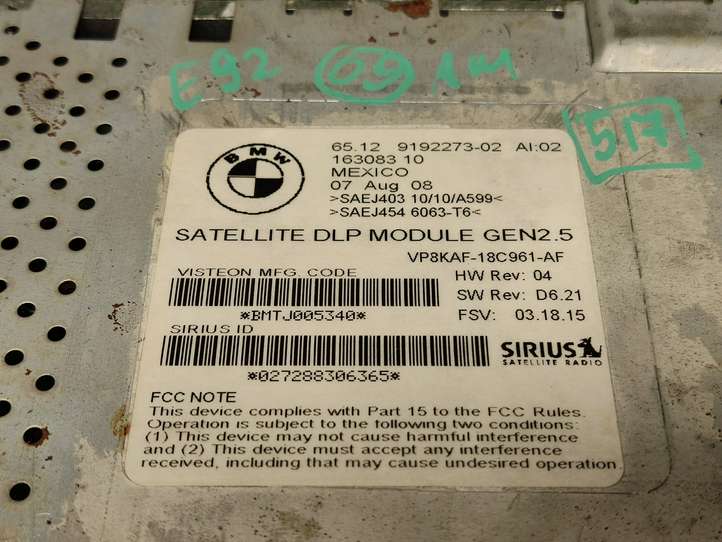 E92 09 1m
517
BMW
65.12 9192273-02 AI:02
163083 10
MEXICO
07 Aug 08
>SAEJ403 10/10/A599<
>SAEJ454 6063-T6<
SATELLITE DLP MODULE GEN2.5
VP8KAF-18C961-AF
VISTEON MFG. CODE
HW Rev: 04
SW Rev: D6.21
*BMTJ005340*
FSV: 03.18.15
SIRIUS ID
SIRIUS
SATELLITE RADIO
*027288306365*
FCC NOTE
This device complies with Part 15 to the FCC Rules.
Operation is subject to the following two conditions:
(1) This device may not cause harmful interference
and (2) This device must accept any interference
received, including that may cause undesired operation.